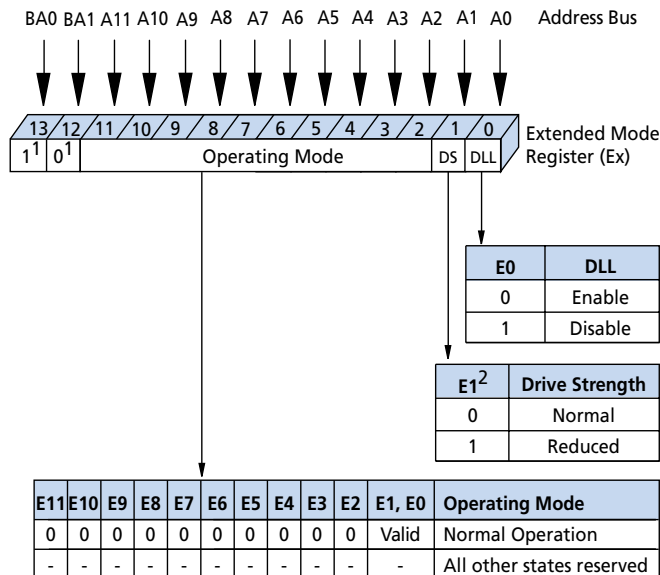 BA0 BA1 A11 A10 A9 A8 A7 A6 A5 A4 A3 A2 A1 A0 Address Bus
13 12 11 10 9 8 7 6 5 4 3 2 1 0
1¹ 0¹ Operating Mode DS DLL
Extended Mode
Register (Ex)
E0 DLL
0 Enable
1 Disable
E1² Drive Strength
0 Normal
1 Reduced
E11 E10 E9 E8 E7 E6 E5 E4 E3 E2 E1, E0 Operating Mode
0 0 0 0 0 0 0 0 0 0 Valid Normal Operation
- - - - - - - - - - - All other states reserved